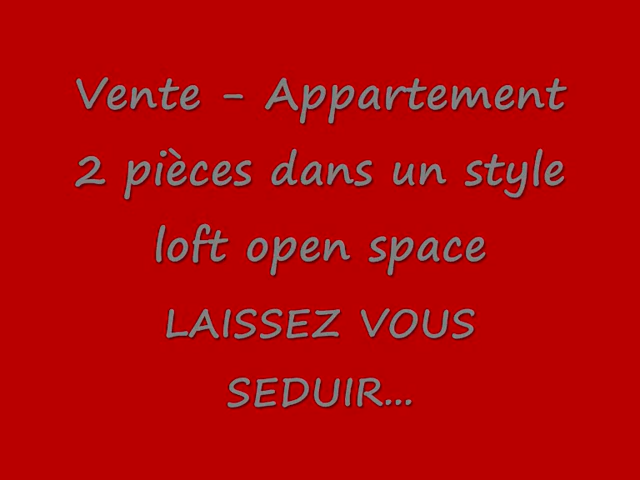 Vente - Appartement
2 pièces dans un style
loft open space
LAISSEZ VOUS
SEDUIR...